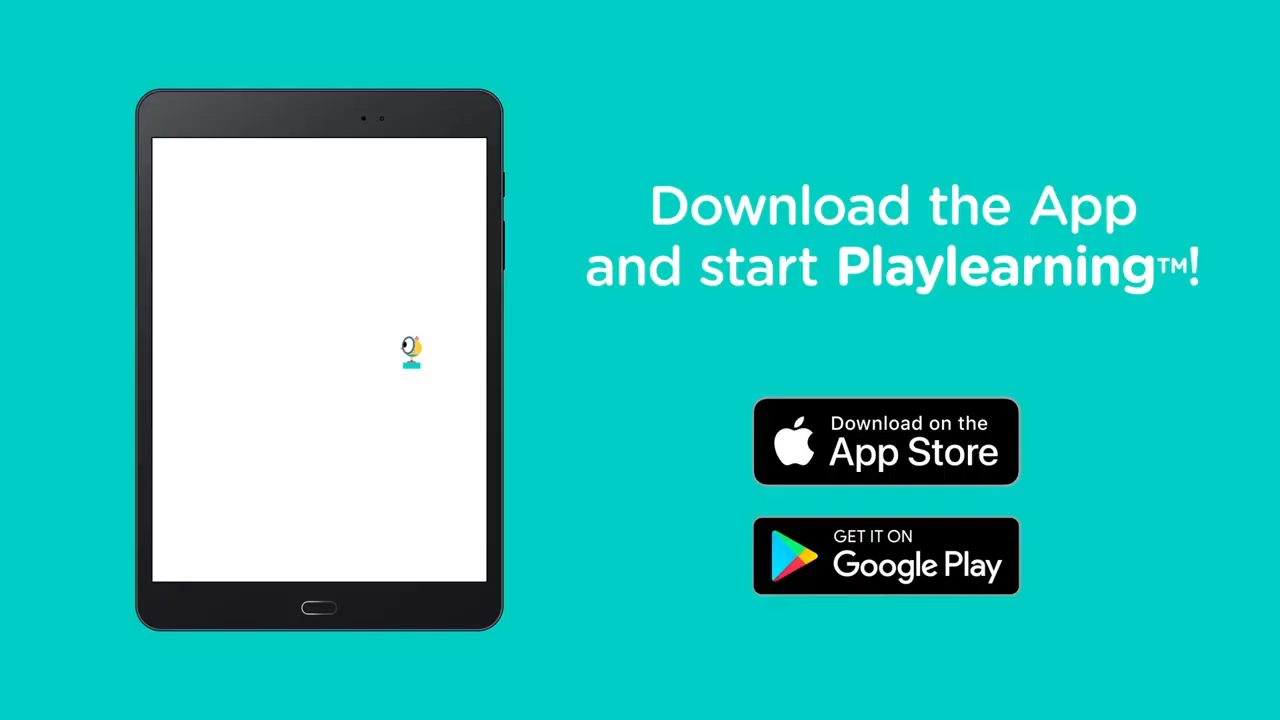 Download the App
and start Playlearning™!
Download on the
App Store
GET IT ON
Google Play